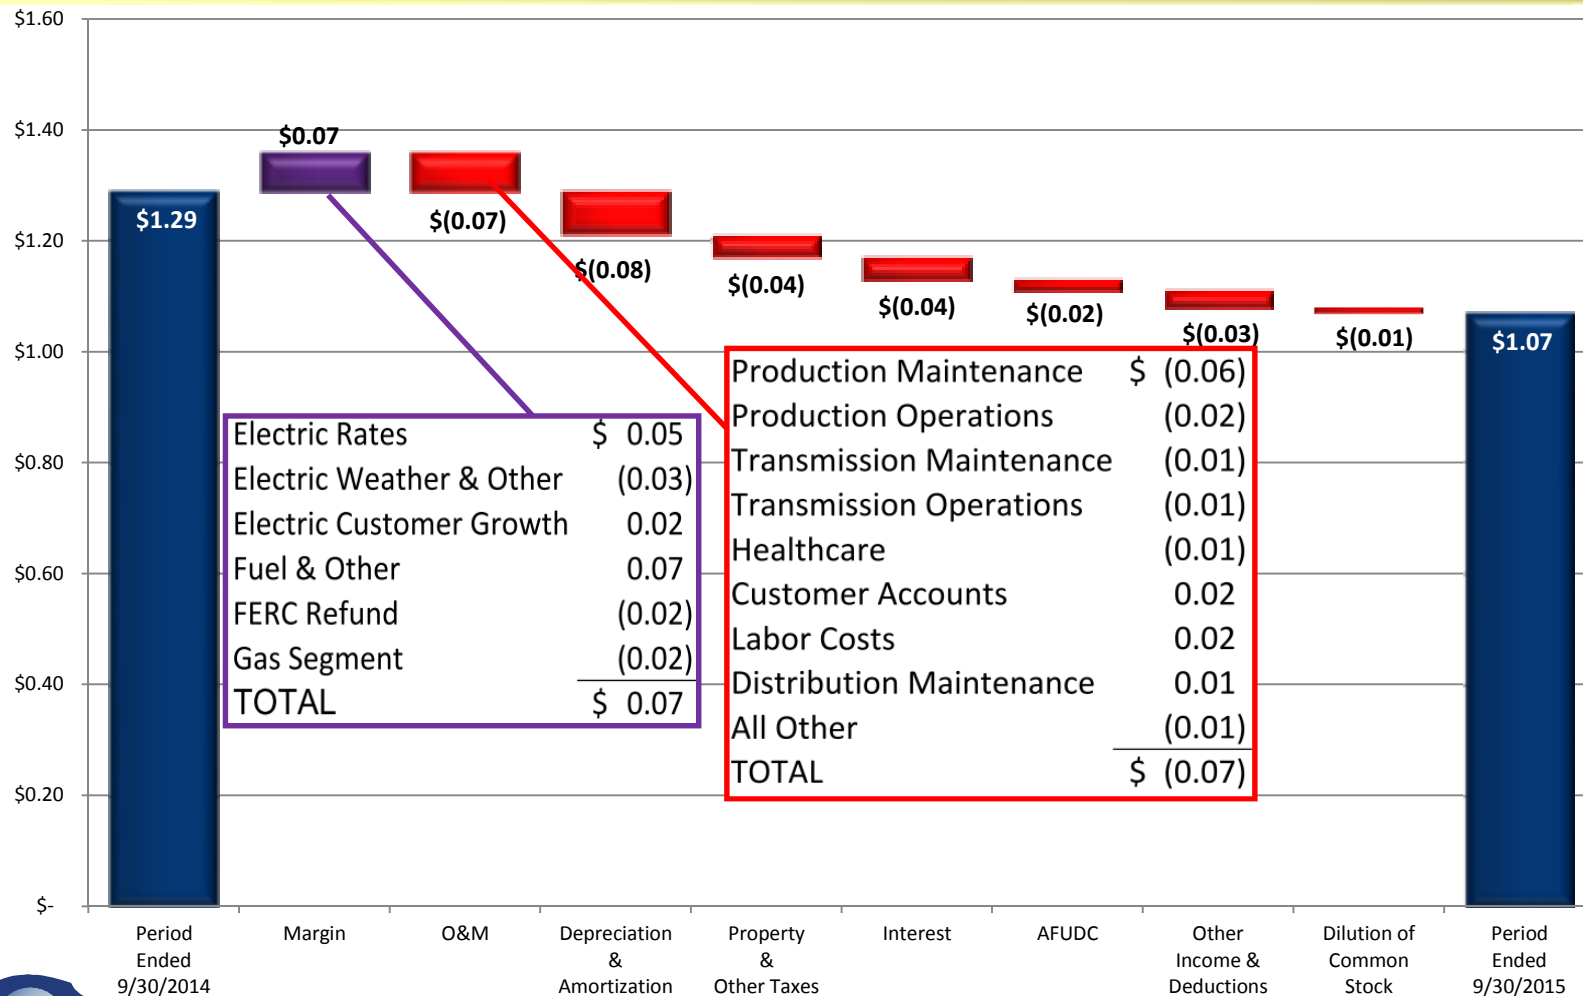 $1.60
$1.40
$1.20
$1.00
$0.80
$0.60
$0.40
$0.20
$-
$1.29
$0.07
$(0.07)
$(0.08)
$(0.04)
$(0.04)
$(0.02)
$(0.03)
$(0.01)
$1.07
Electric Rates $ 0.05
Electric Weather & Other (0.03)
Electric Customer Growth 0.02
Fuel & Other 0.07
FERC Refund (0.02)
Gas Segment (0.02)
TOTAL $ 0.07
Production Maintenance $ (0.06)
Production Operations (0.02)
Transmission Maintenance (0.01)
Transmission Operations (0.01)
Healthcare (0.01)
Customer Accounts 0.02
Labor Costs 0.02
Distribution Maintenance 0.01
All Other (0.01)
TOTAL $ (0.07)
Period
Ended
9/30/2014
Margin
O&M
Depreciation
&
Amortization
Property
&
Other Taxes
Interest
AFUDC
Other
Income &
Deductions
Dilution of
Common
Stock
Period
Ended
9/30/2015